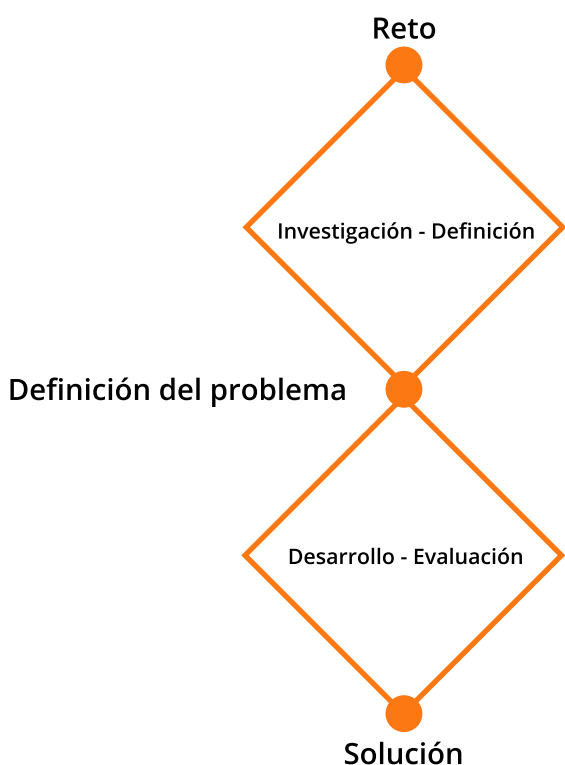 Reto
Investigación - Definición
Definición del problema
Desarrollo - Evaluación
Solución